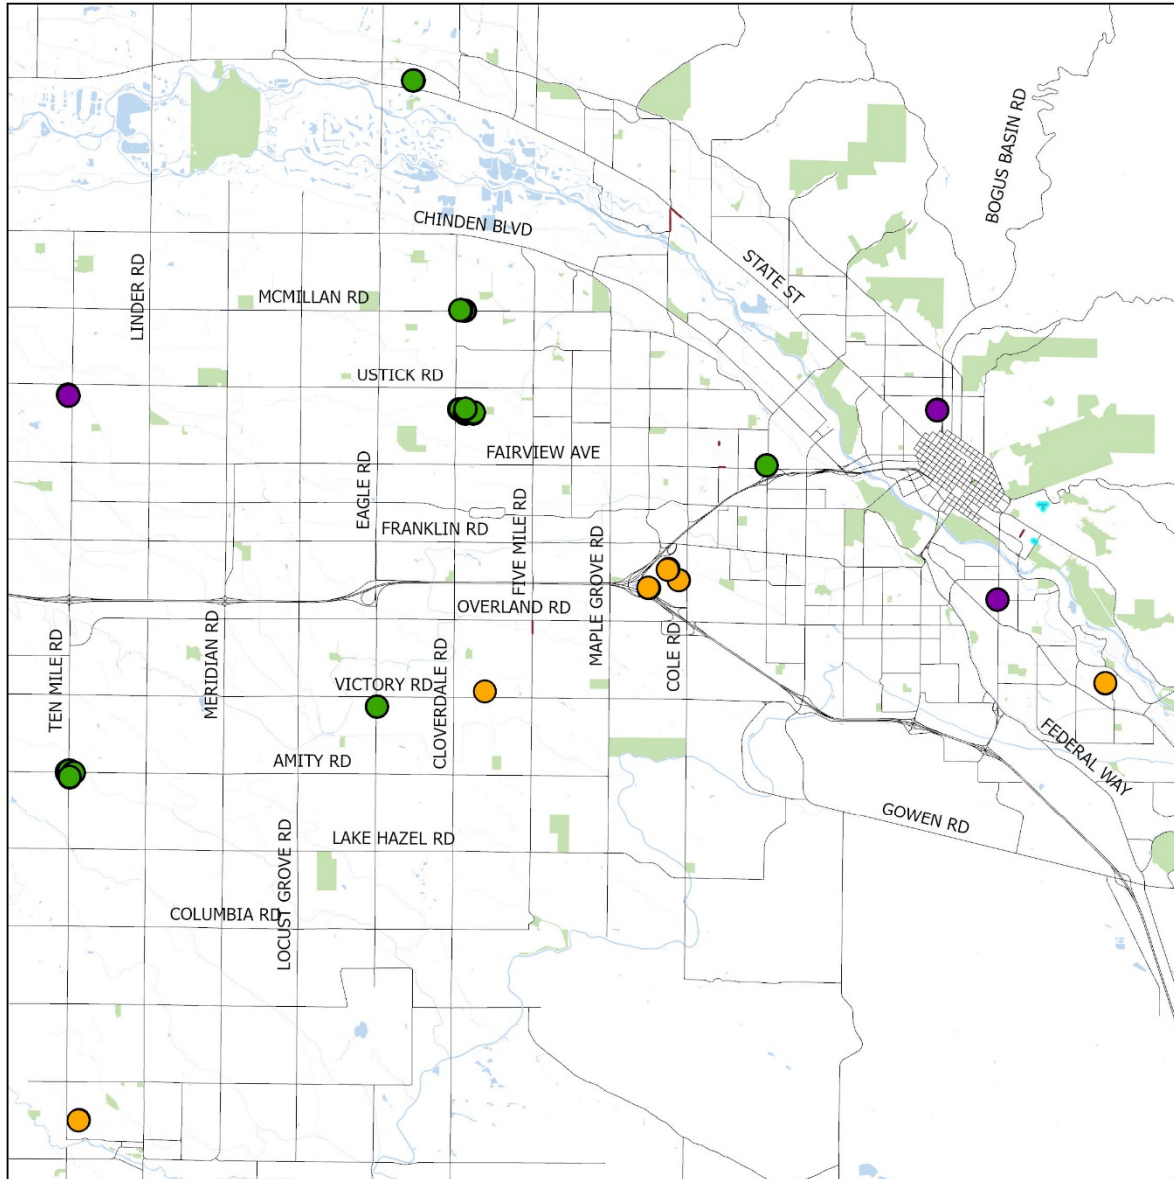 BOGUS BASIN RD
CHINDEN BLVD
STATE ST
LINDER RD
MCMILLAN RD
USTICK RD
FAIRVIEW AVE
EAGLE RD
FRANKLIN RD
FIVE MILE RD
MAPLE GROVE RD
OVERLAND RD
TEN MILE RD
MERIDIAN RD
COLE RD
VICTORY RD
CLOVERDALE RD
AMITY RD
FEDERAL WAY
GOWEN RD
LAKE HAZEL RD
LOCUST GROVE RD
COLUMBIA RD